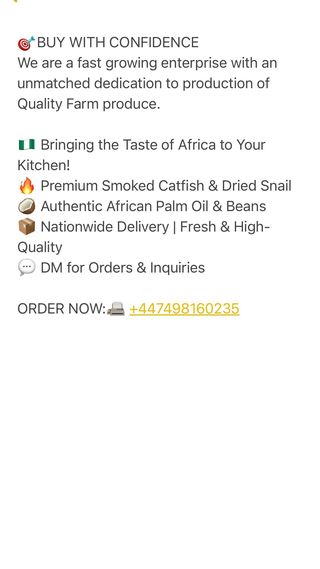 🎯BUY WITH CONFIDENCE
We are a fast growing enterprise with an
unmatched dedication to production of
Quality Farm produce.
🇳🇬 Bringing the Taste of Africa to Your
Kitchen!
🔥 Premium Smoked Catfish & Dried Snail
🥥 Authentic African Palm Oil & Beans
📦 Nationwide Delivery | Fresh & High-
Quality
💬 DM for Orders & Inquiries
ORDER NOW:📠 +447498160235